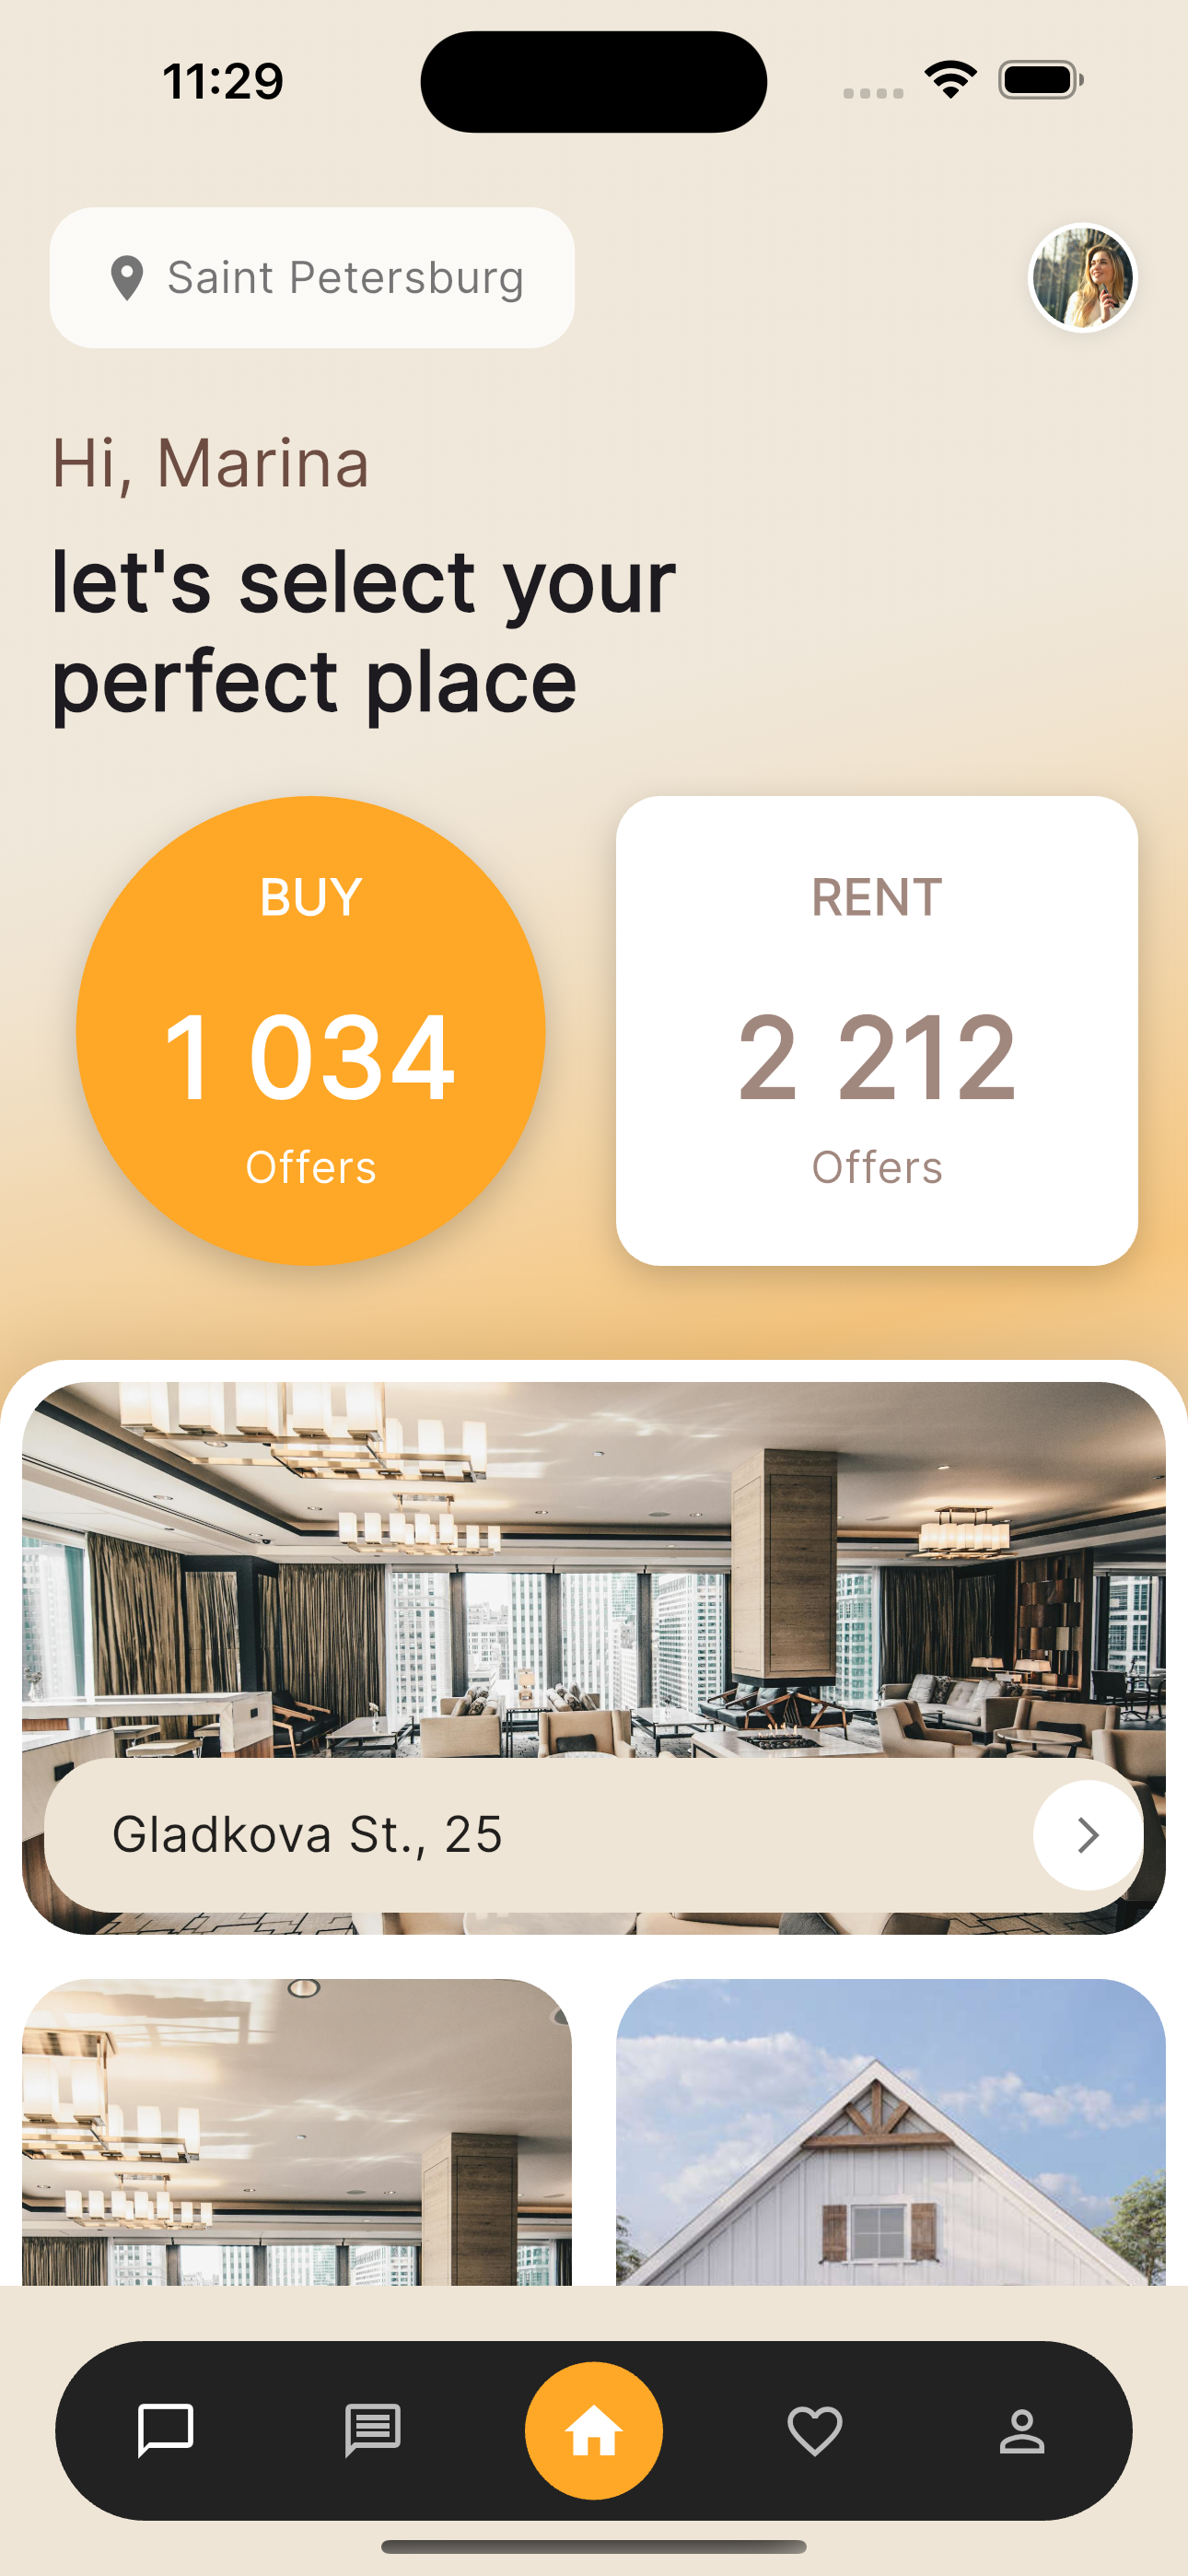 11:29
Saint Petersburg
Hi, Marina
let's select your
perfect place
BUY
1 034
Offers
RENT
2 212
Offers
Gladkova St., 25